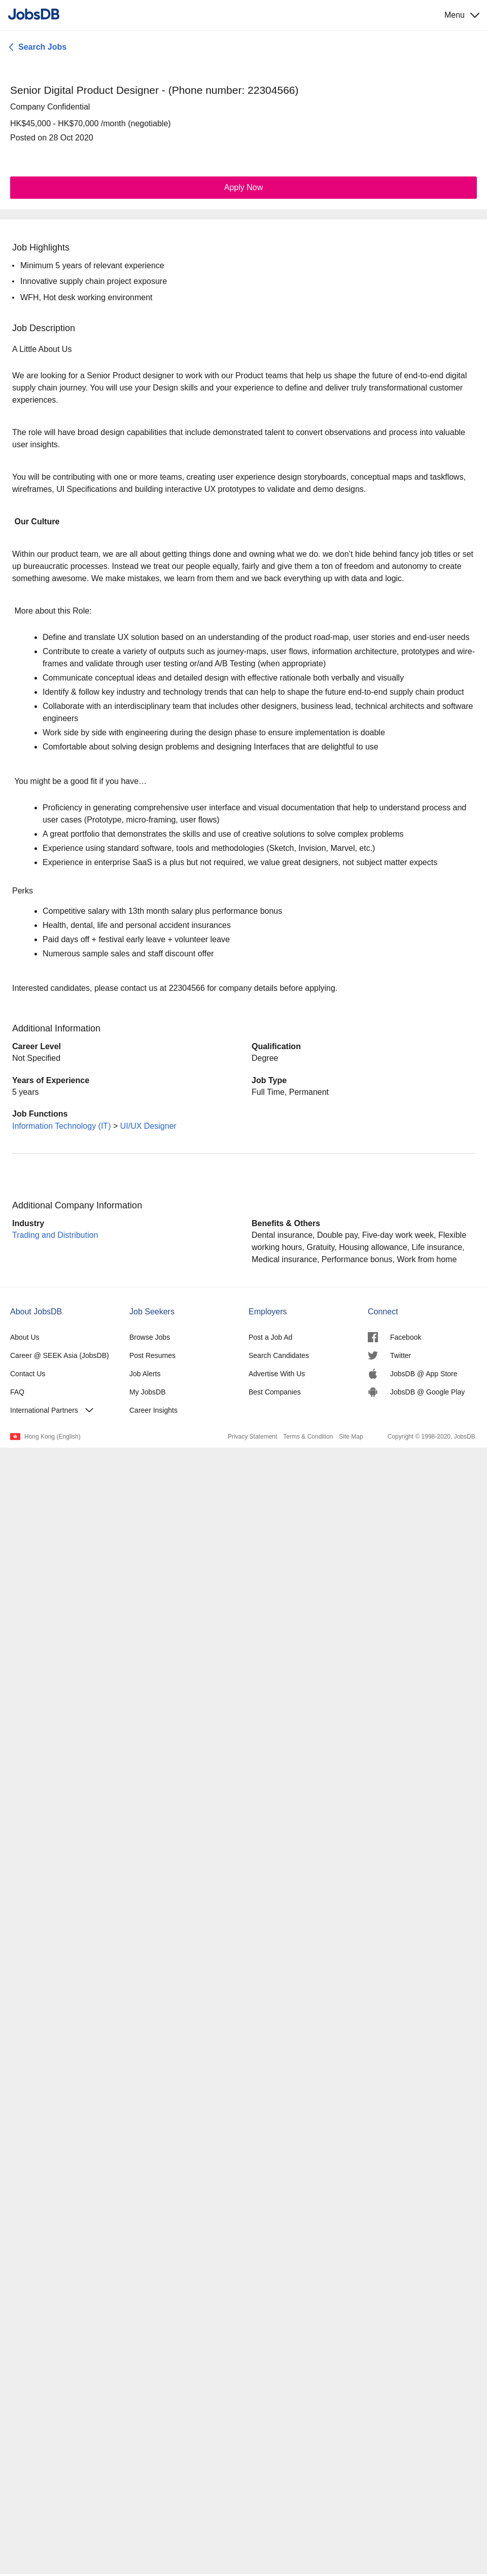 JobsDB
Menu
Search Jobs
Senior Digital Product Designer - (Phone number: 22304566)
Company Confidential
HK$45,000 - HK$70,000 /month (negotiable)
Posted on 28 Oct 2020
Apply Now
Job Highlights
• Minimum 5 years of relevant experience
• Innovative supply chain project exposure
• WFH, Hot desk working environment
Job Description
A Little About Us
We are looking for a Senior Product designer to work with our Product teams that help us shape the future of end-to-end digital
supply chain journey. You will use your Design skills and your experience to define and deliver truly transformational customer
experiences.
The role will have broad design capabilities that include demonstrated talent to convert observations and process into valuable
user insights.
You will be contributing with one or more teams, creating user experience design storyboards, conceptual maps and taskflows,
wireframes, UI Specifications and building interactive UX prototypes to validate and demo designs.
Our Culture
Within our product team, we are all about getting things done and owning what we do. we don't hide behind fancy job titles or set
up bureaucratic processes. Instead we treat our people equally, fairly and give them a ton of freedom and autonomy to create
something awesome. We make mistakes, we learn from them and we back everything up with data and logic.
More about this Role:
• Define and translate UX solution based on an understanding of the product road-map, user stories and end-user needs
• Contribute to create a variety of outputs such as journey-maps, user flows, information architecture, prototypes and wire-
frames and validate through user testing or/and A/B Testing (when appropriate)
• Communicate conceptual ideas and detailed design with effective rationale both verbally and visually
• Identify & follow key industry and technology trends that can help to shape the future end-to-end supply chain product
• Collaborate with an interdisciplinary team that includes other designers, business lead, technical architects and software
engineers
• Work side by side with engineering during the design phase to ensure implementation is doable
• Comfortable about solving design problems and designing Interfaces that are delightful to use
You might be a good fit if you have…
• Proficiency in generating comprehensive user interface and visual documentation that help to understand process and
user cases (Prototype, micro-framing, user flows)
• A great portfolio that demonstrates the skills and use of creative solutions to solve complex problems
• Experience using standard software, tools and methodologies (Sketch, Invision, Marvel, etc.)
• Experience in enterprise SaaS is a plus but not required, we value great designers, not subject matter expects
Perks
• Competitive salary with 13th month salary plus performance bonus
• Health, dental, life and personal accident insurances
• Paid days off + festival early leave + volunteer leave
• Numerous sample sales and staff discount offer
Interested candidates, please contact us at 22304566 for company details before applying.
Additional Information
Career Level
Not Specified
Qualification
Degree
Years of Experience
5 years
Job Type
Full Time, Permanent
Job Functions
Information Technology (IT) > UI/UX Designer
Additional Company Information
Industry
Trading and Distribution
Benefits & Others
Dental insurance, Double pay, Five-day work week, Flexible
working hours, Gratuity, Housing allowance, Life insurance,
Medical insurance, Performance bonus, Work from home
About JobsDB
About Us
Career @ SEEK Asia (JobsDB)
Contact Us
FAQ
International Partners
Job Seekers
Browse Jobs
Post Resumes
Job Alerts
My JobsDB
Career Insights
Employers
Post a Job Ad
Search Candidates
Advertise With Us
Best Companies
Connect
Facebook
Twitter
JobsDB @ App Store
JobsDB @ Google Play
Hong Kong (English)
Privacy Statement Terms & Condition Site Map
Copyright © 1998-2020, JobsDB.